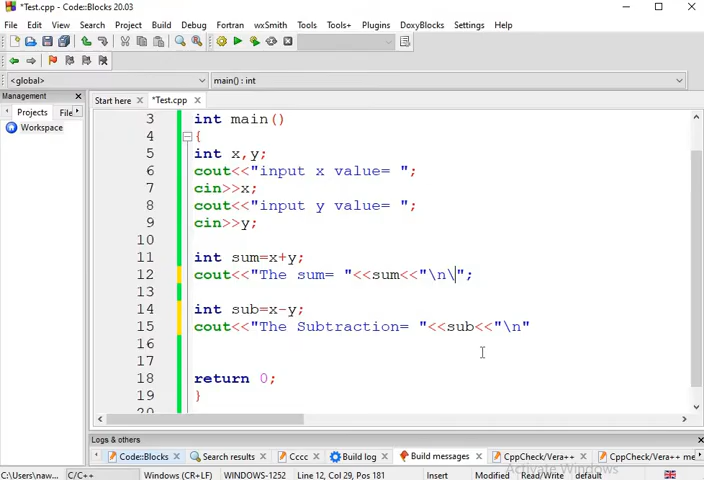 *Test.cpp - Code::Blocks 20.03
File Edit View Search Project Build Debug Fortran wxSmith Tools Tools+ Plugins DoxyBlocks Settings Help
<global> main() : int
Management
Projects File
Workspace
Start here *Test.cpp
3 int main()
4 {
5 int x,y;
6 cout<<"input x value= ";
7 cin>>x;
8 cout<<"input y value= ";
9 cin>>y;
10
11 int sum=x+y;
12 cout<<"The sum= "<<sum<<"\n\";
13
14 int sub=x-y;
15 cout<<"The Subtraction= "<<sub<<"\n"
16
17
18 return 0;
19 }
20
Logs & others
Code::Blocks Search results Cccc Build log Build messages CppCheck/Vera++ CppCheck/Vera++ me
Activate Windows
C:\Users\naw... C/C++ Windows (CR+LF) WINDOWS-1252 Line 12, Col 29, Pos 181 Insert Modified Read/Write default